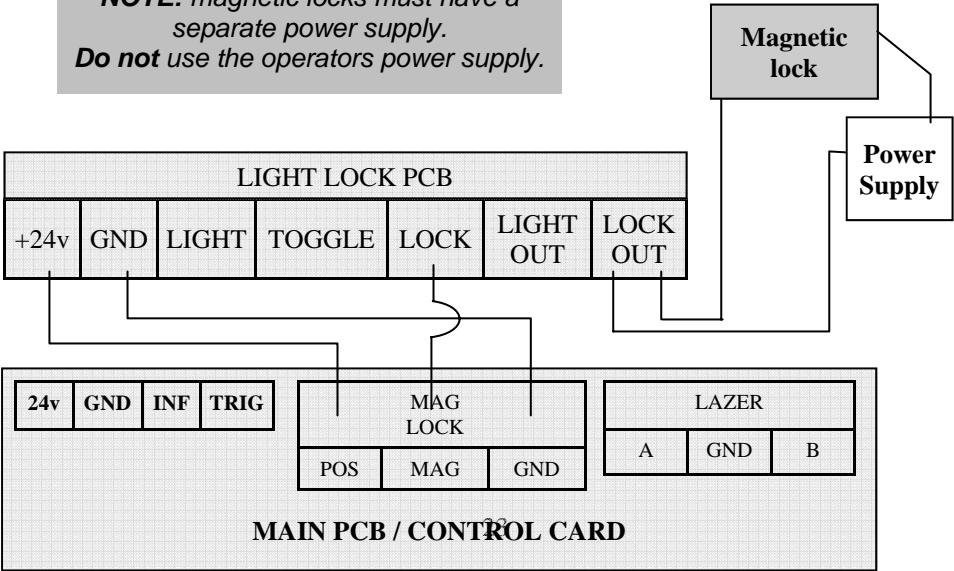 NOTE: magnetic locks must have a
separate power supply.
Do not use the operators power supply.
Magnetic
lock
Power
Supply
LIGHT LOCK PCB
+24v GND LIGHT TOGGLE LOCK LIGHT OUT LOCK OUT
24v GND INF TRIG
MAG
LOCK
POS MAG GND
LAZER
A GND B
MAIN PCB / CONTROL CARD
23